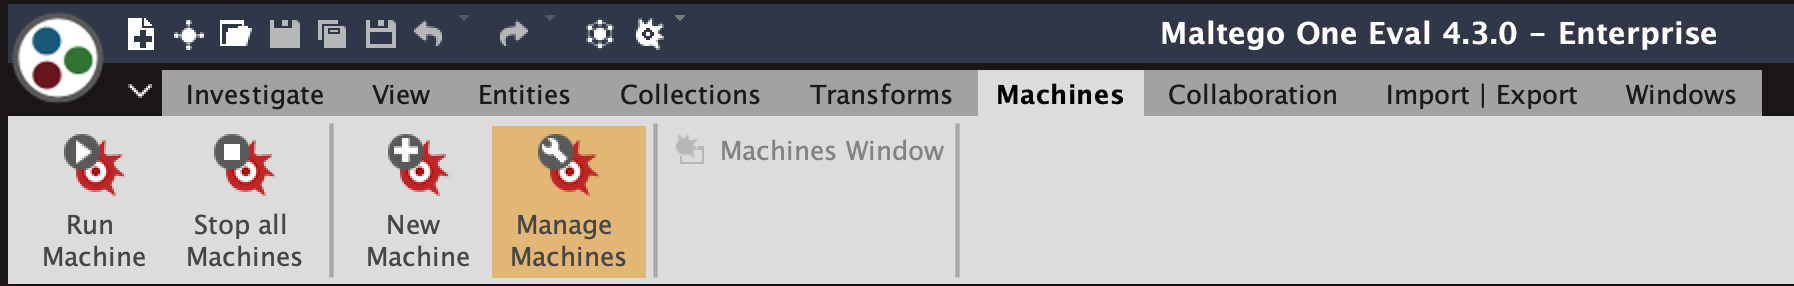 Maltego One Eval 4.3.0 – Enterprise
Investigate View Entities Collections Transforms Machines Collaboration Import | Export Windows
Run
Machine
Stop all
Machines
New
Machine
Manage
Machines
Machines Window